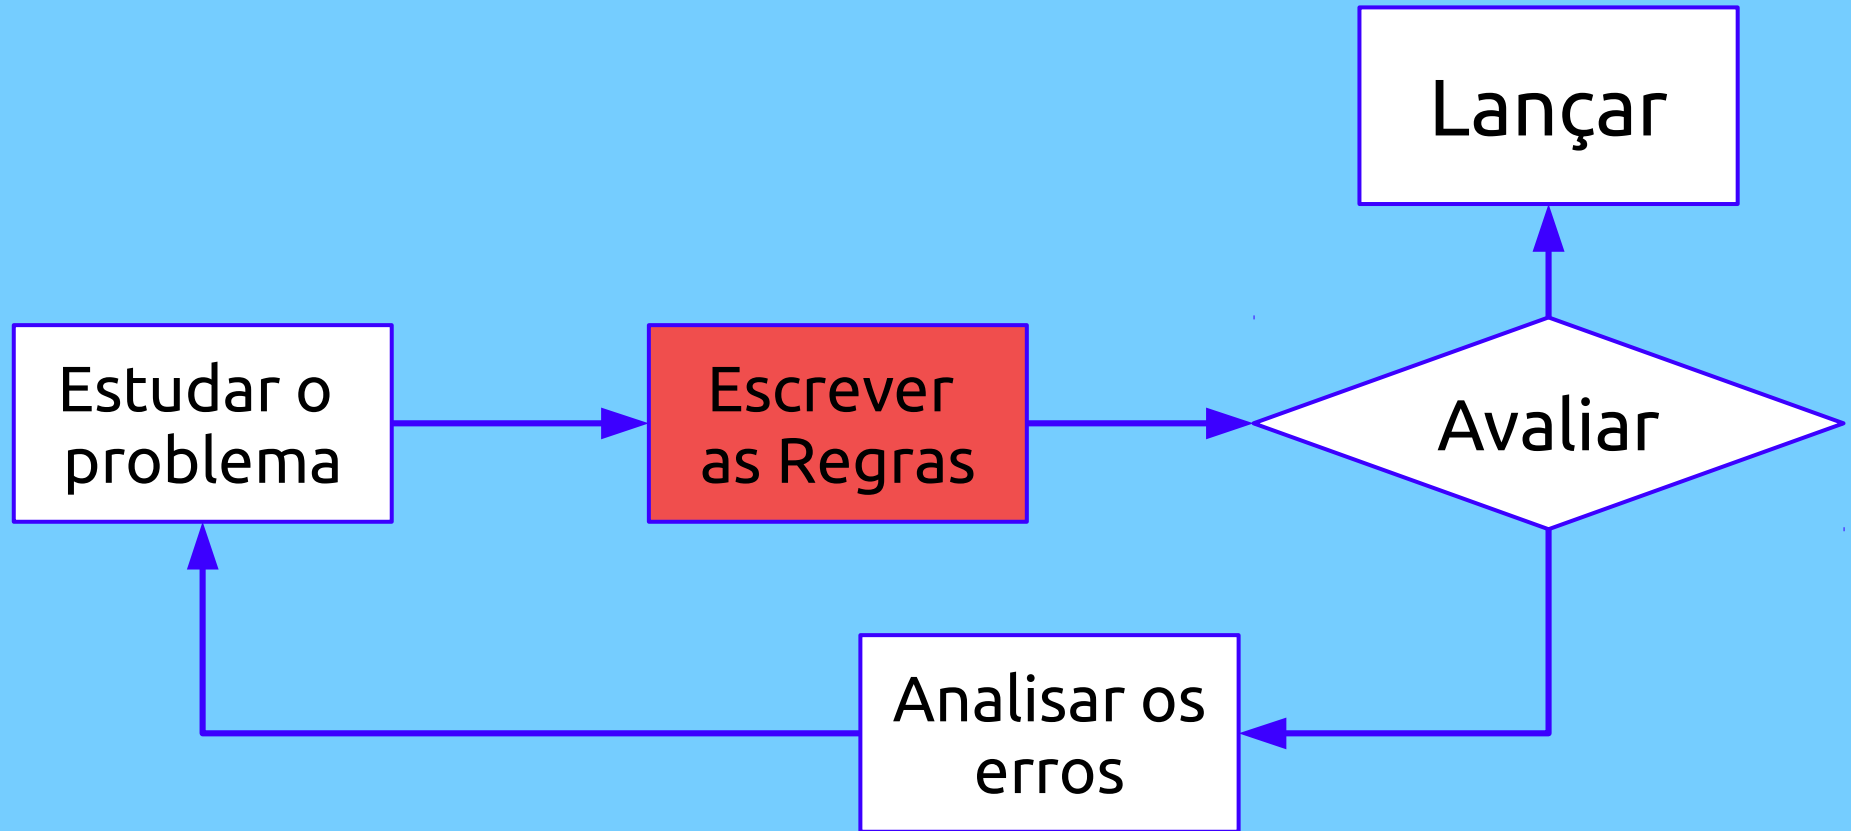 Lançar
Estudar o
problema
Escrever
as Regras
Avaliar
Analisar os
erros